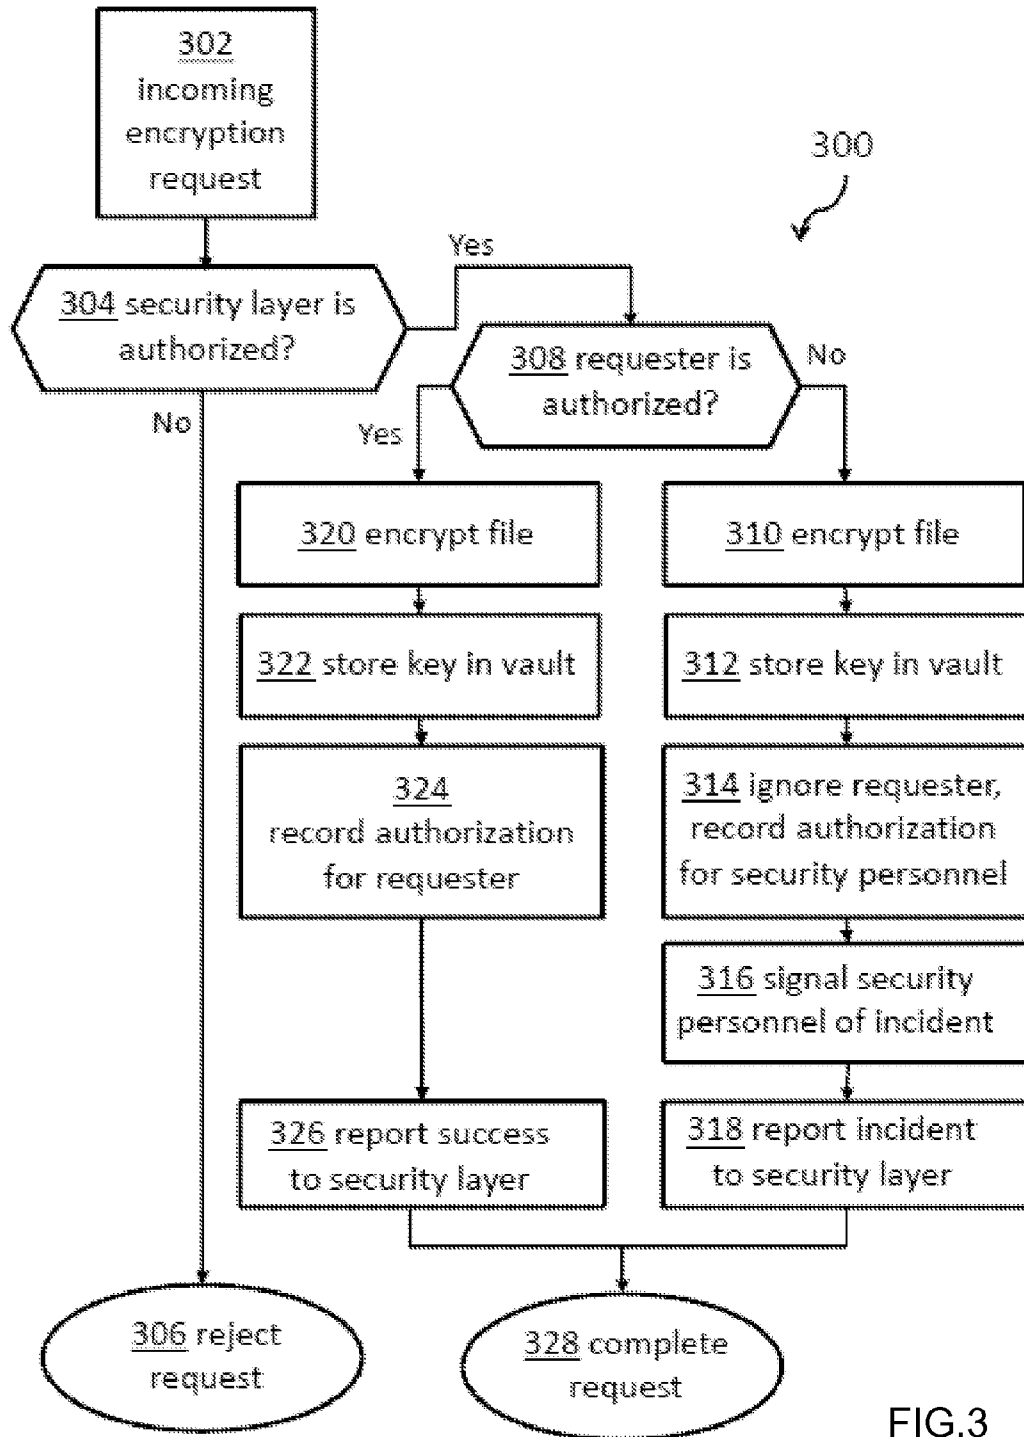 302
incoming
encryption
request
300
Yes
304 security layer is
authorized?
308 requester is
authorized?
No
No
Yes
320 encrypt file
310 encrypt file
322 store key in vault
312 store key in vault
324
record authorization
for requester
314 ignore requester,
record authorization
for security personnel
316 signal security
personnel of incident
326 report success
to security layer
318 report incident
to security layer
306 reject
request
328 complete
request
FIG.3